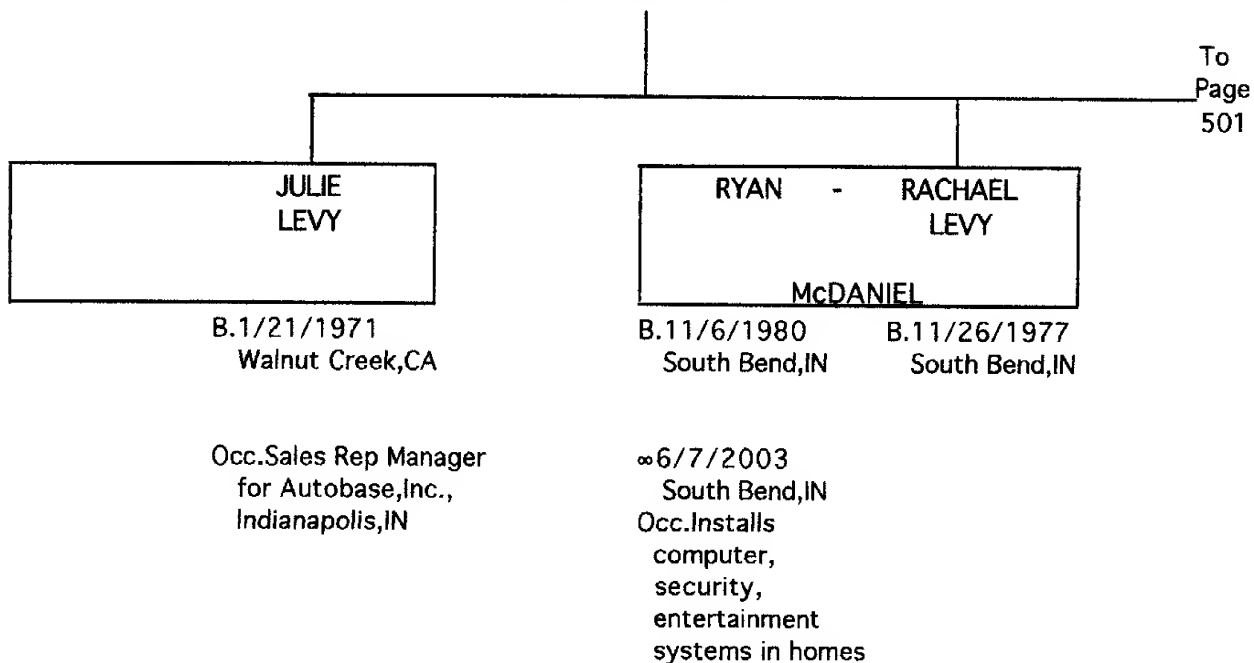 To
Page
501
JULIE
LEVY
RYAN - RACHAEL
LEVY
McDANIEL
B.1/21/1971
Walnut Creek,CA
B.11/6/1980
South Bend,IN
B.11/26/1977
South Bend,IN
Occ.Sales Rep Manager
for Autobase,Inc.,
Indianapolis,IN
∞6/7/2003
South Bend,IN
Occ.Installs
computer,
security,
entertainment
systems in homes